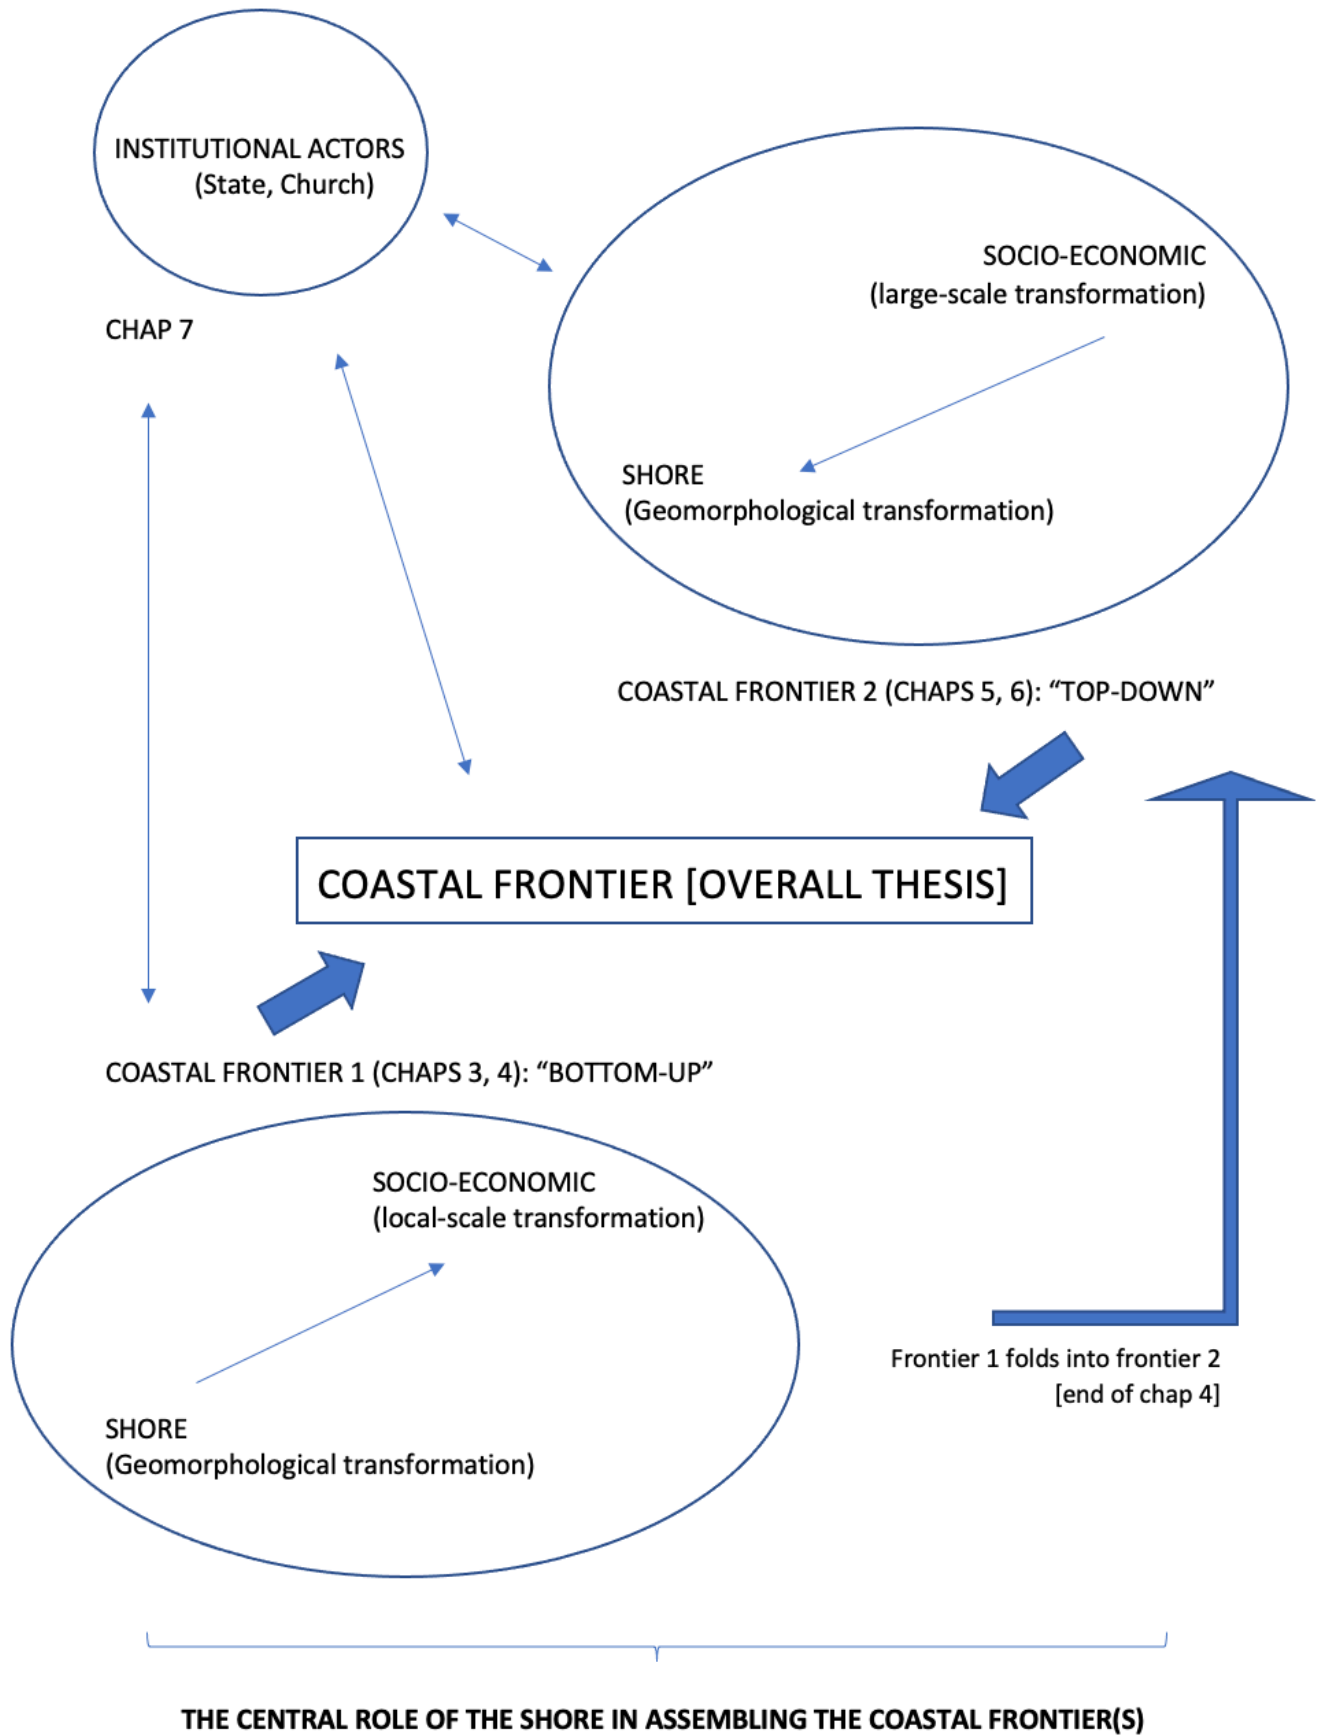 INSTITUTIONAL ACTORS
(State, Church)
CHAP 7
SOCIO-ECONOMIC
(large-scale transformation)
SHORE
(Geomorphological transformation)
COASTAL FRONTIER 2 (CHAPS 5, 6): “TOP-DOWN”
COASTAL FRONTIER [OVERALL THESIS]
COASTAL FRONTIER 1 (CHAPS 3, 4): “BOTTOM-UP”
SOCIO-ECONOMIC
(local-scale transformation)
SHORE
(Geomorphological transformation)
Frontier 1 folds into frontier 2
[end of chap 4]
THE CENTRAL ROLE OF THE SHORE IN ASSEMBLING THE COASTAL FRONTIER(S)